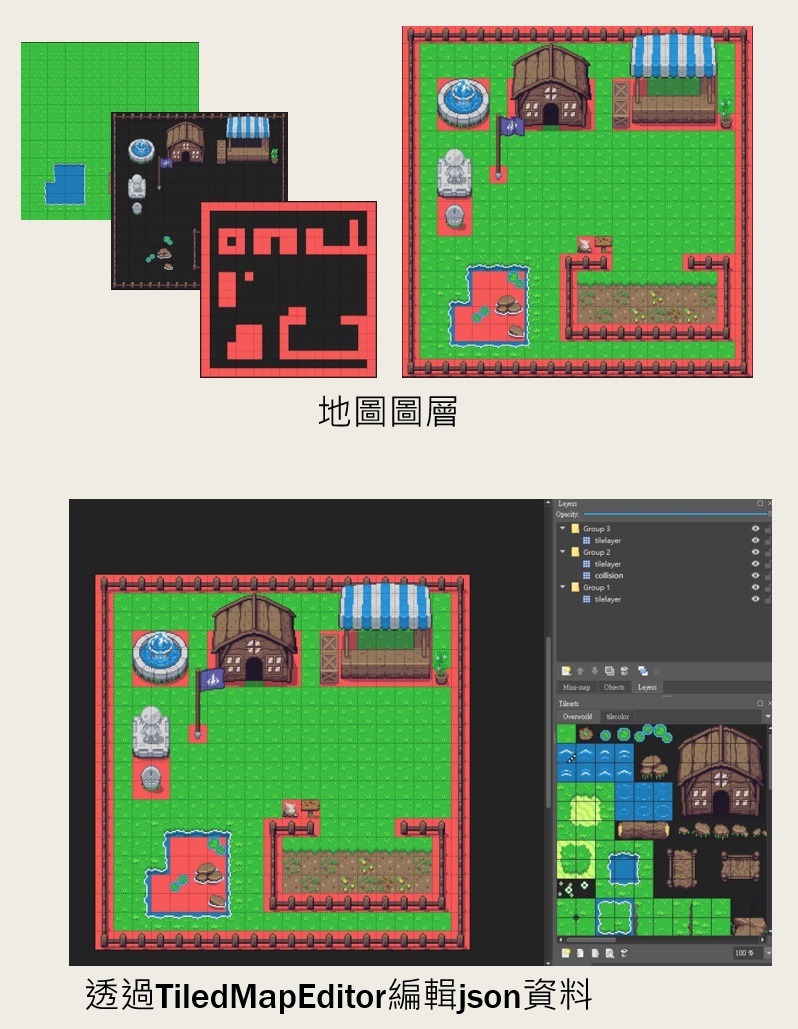 地圖圖層
Layers
Opacity:
Group 3
tilelayer
Group 2
tilelayer
collision
Group 1
tilelayer
Mini-map Objects Layers
Tilesets
Overworld tilecolor
100 %
透過TiledMapEditor編輯json資料